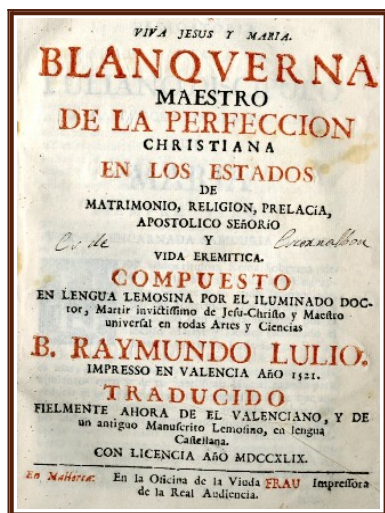 VIVA JESUS Y MARIA.
BLANQVERNA
MAESTRO
DE LA PERFECCION
CHRISTIANA
EN LOS ESTADOS
DE
MATRIMONIO, RELIGION, PRELACIA,
APOSTOLICO SEñORIO
Y
VIDA EREMITICA.
COMPUESTO
EN LENGUA LEMOSINA POR EL ILUMINADO DOC-
tor, Martir invictissimo de Jesu-Christo y Maestro
universal en todas Artes y Ciencias
B. RAYMUNDO LULIO.
IMPRESSO EN VALENCIA AñO 1521.
TRADUCIDO
FIELMENTE AHORA DE EL VALENCIANO, Y DE
un antiguo Manuscrito Lemosino, en lengua
Castellana.
CON LICENCIA AñO MDCCXLIX.
En Mallorca: En la Oficina de la Viuda FRAU Impressora
de la Real Audiencia.